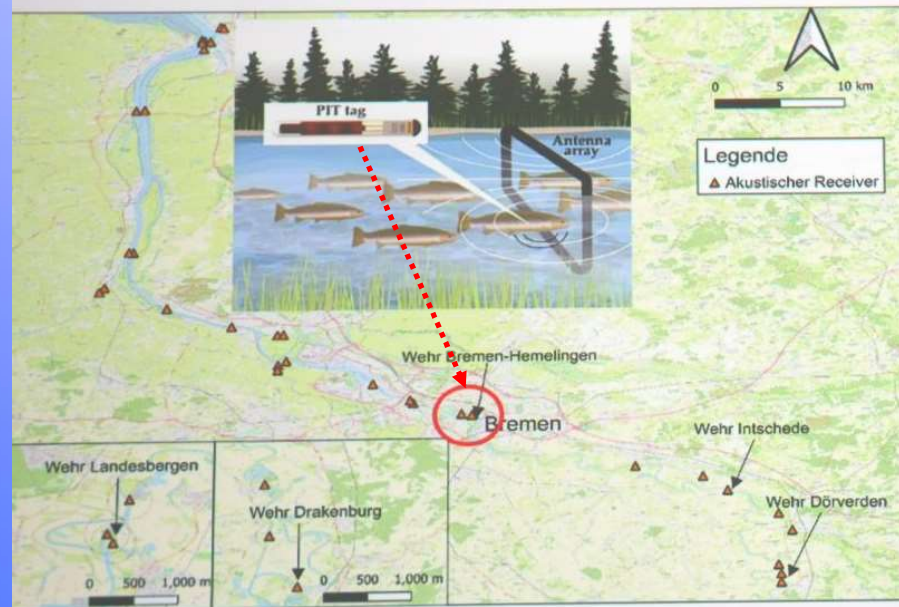 PIT tag
Antenna
array
0 5 10 km
Legende
Akustischer Receiver
Wehr Bremen-Hemelingen
Bremen
Wehr Intschede
Wehr Dörverden
Wehr Landesbergen
0 500 1,000 m
Wehr Drakenburg
0 500 1,000 m